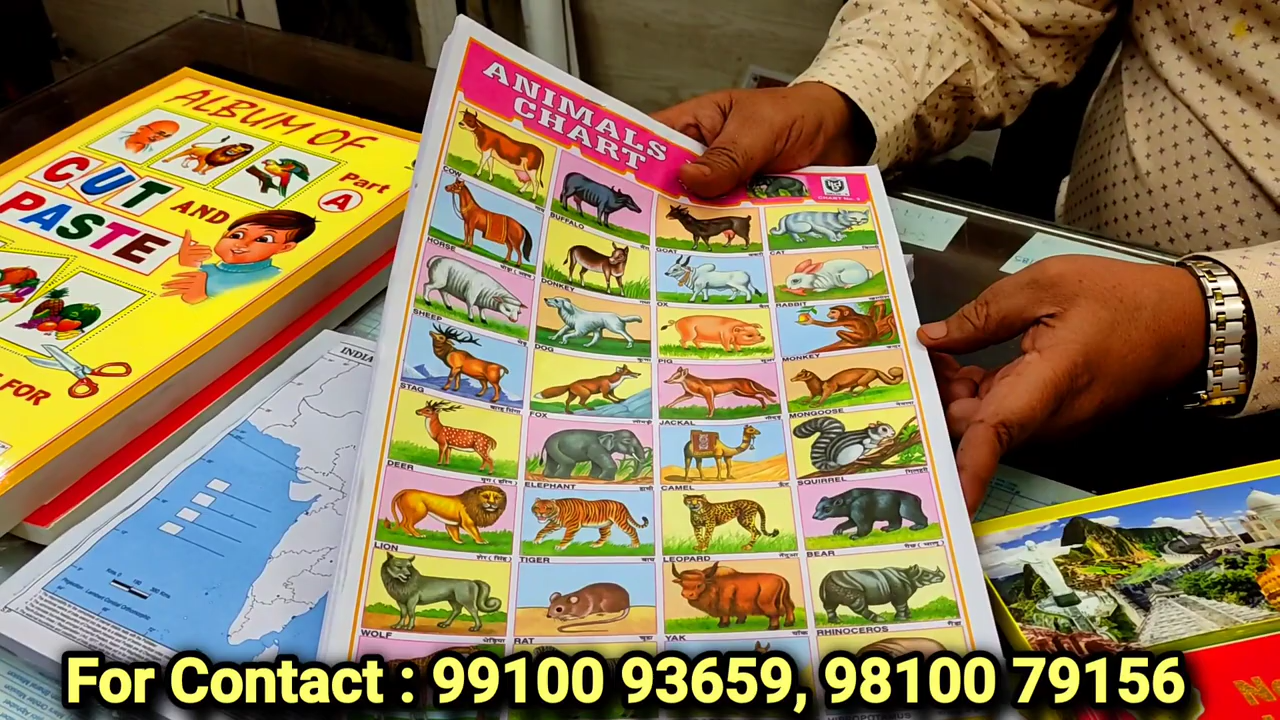 ALBUM OF
CUT AND
PASTE
Part
A
FOR
INDIA
ANIMALS
CHART
COW
BUFFALO
GOAT
CAT
HORSE
DONKEY
OX
RABBIT
SHEEP
DOG
PIG
MONKEY
STAG
FOX
JACKAL
MONGOOSE
DEER
ELEPHANT
CAMEL
SQUIRREL
LION शेर (सिंह)
TIGER बाघ
LEOPARD तेंदुआ
BEAR रीछ (भालू)
WOLF भेड़िया
RAT चूहा
YAK याक
RHINOCEROS गैंडा
For Contact : 99100 93659, 98100 79156